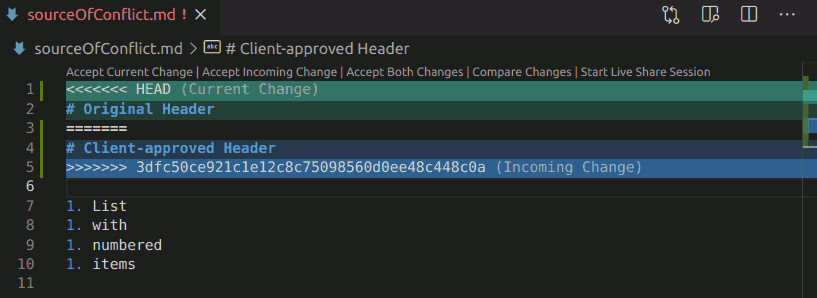 sourceOfConflict.md !
sourceOfConflict.md > # Client-approved Header
Accept Current Change | Accept Incoming Change | Accept Both Changes | Compare Changes | Start Live Share Session
1 <<<<<<< HEAD (Current Change)
2 # Original Header
3 =======
4 # Client-approved Header
5 >>>>>>> 3dfc50ce921c1e12c8c75098560d0ee48c448c0a (Incoming Change)
6
7 1. List
8 1. with
9 1. numbered
10 1. items
11